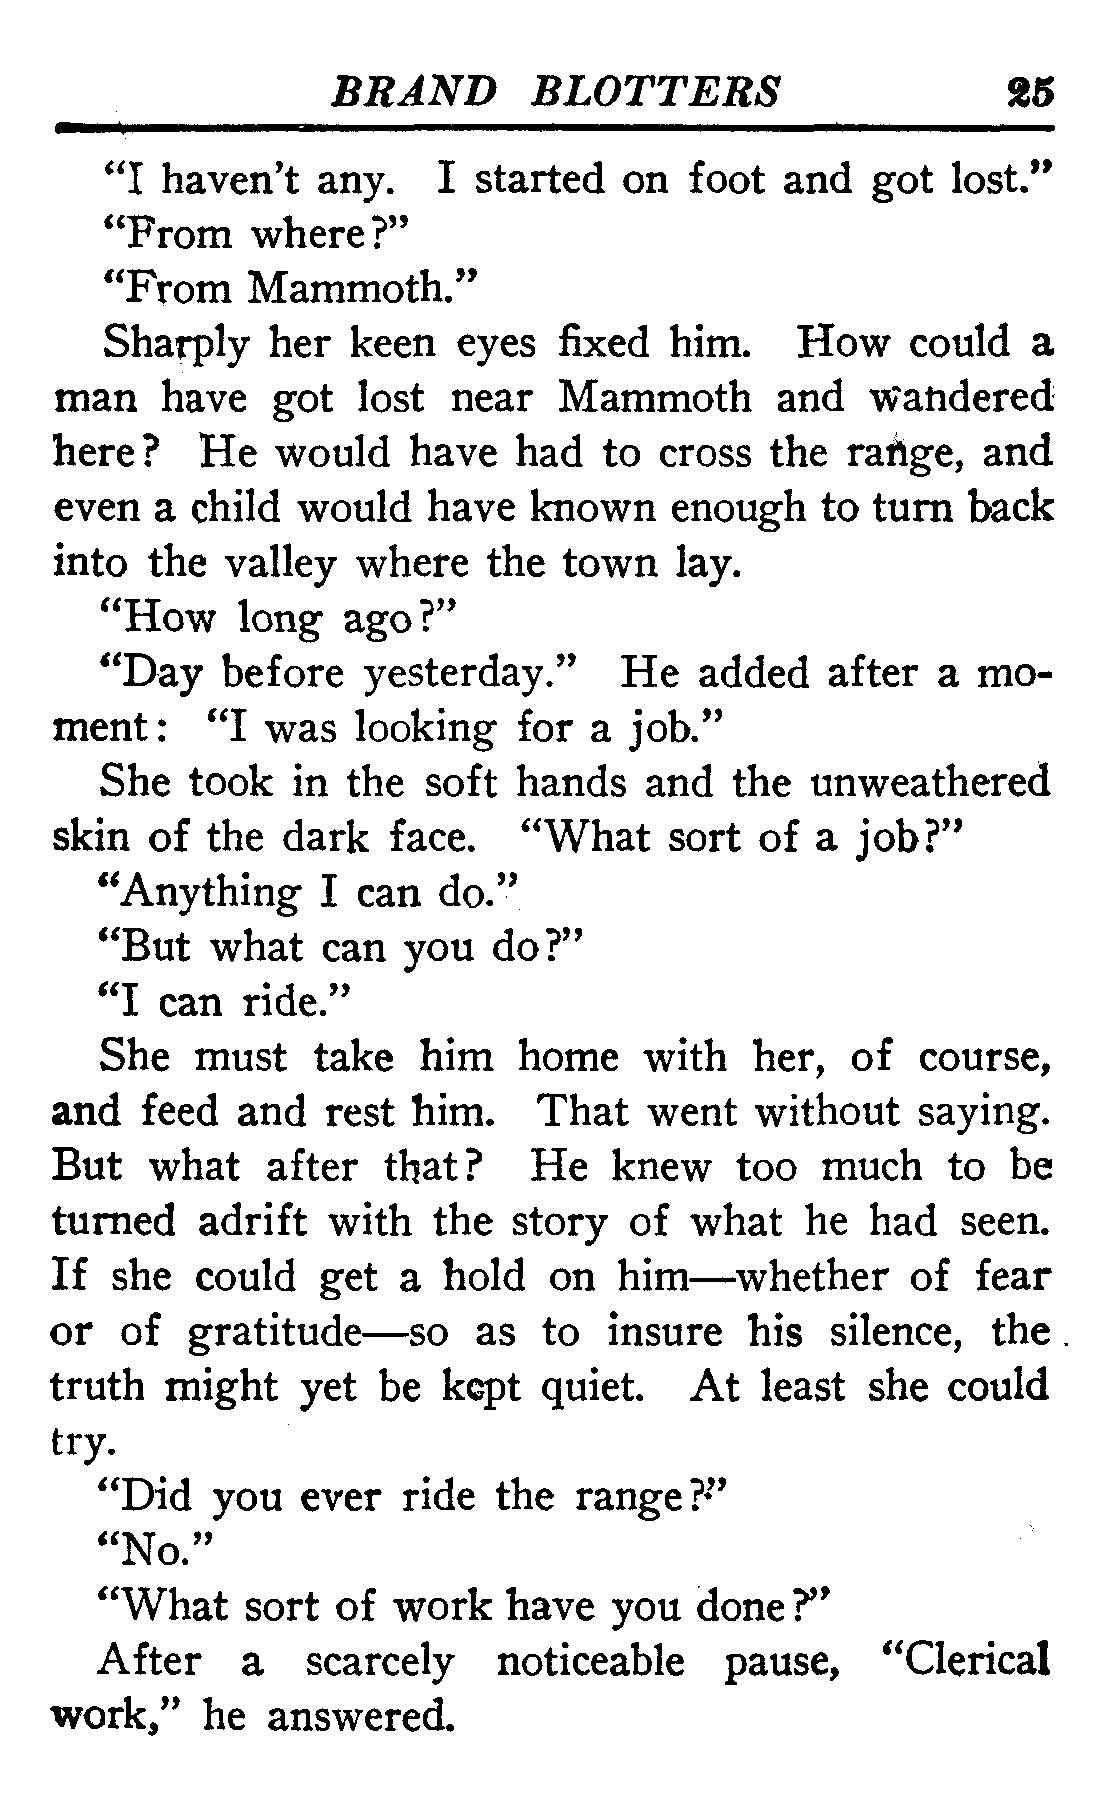 BRAND BLOTTERS 25
“I haven't any. I started on foot and got lost.”
“From where?”
“From Mammoth.”
Sharply her keen eyes fixed him. How could a
man have got lost near Mammoth and wandered
here? He would have had to cross the range, and
even a child would have known enough to turn back
into the valley where the town lay.
“How long ago?”
“Day before yesterday.” He added after a mo-
ment: “I was looking for a job.”
She took in the soft hands and the unweathered
skin of the dark face. “What sort of a job?”
“Anything I can do.”
“But what can you do?”
“I can ride.”
She must take him home with her, of course,
and feed and rest him. That went without saying.
But what after that? He knew too much to be
turned adrift with the story of what he had seen.
If she could get a hold on him—whether of fear
or of gratitude—so as to insure his silence, the
truth might yet be kept quiet. At least she could
try.
“Did you ever ride the range?”
“No.”
“What sort of work have you done?”
After a scarcely noticeable pause, “Clerical
work,” he answered.